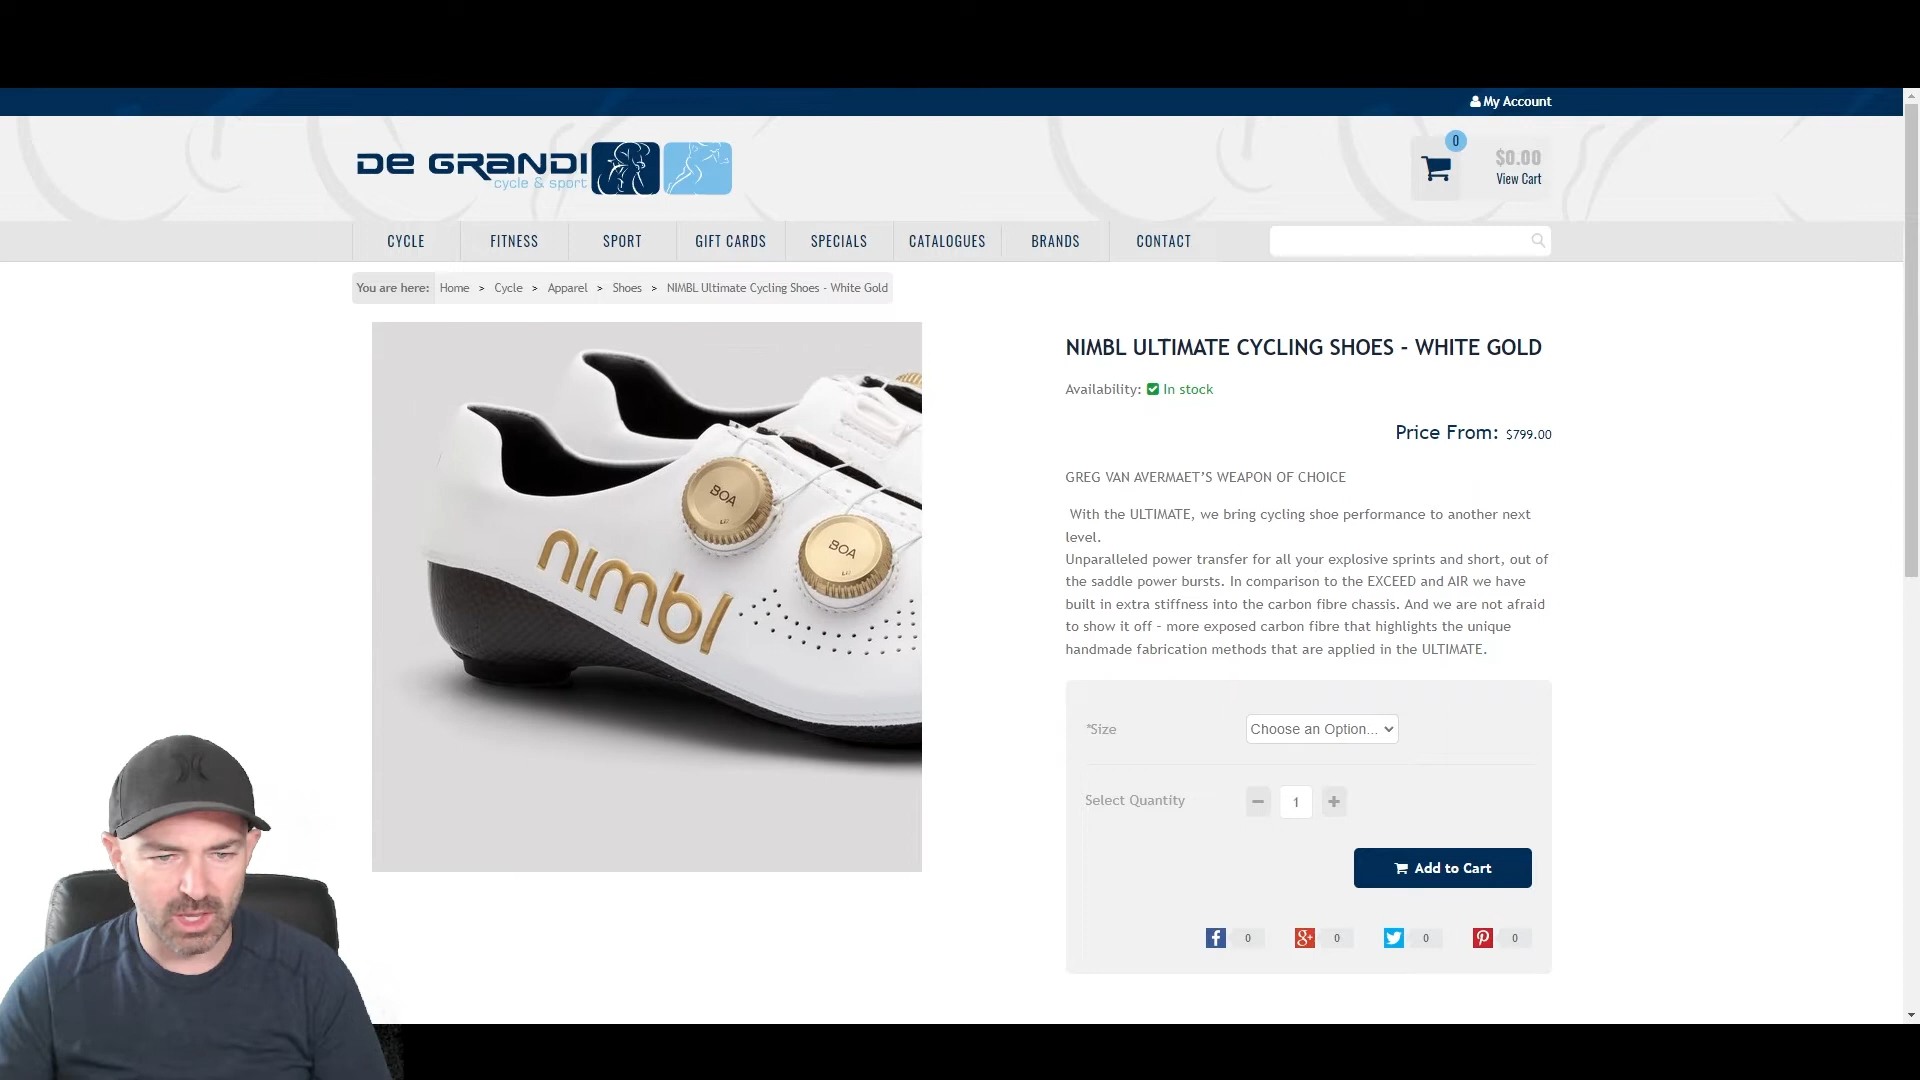 My Account
DE GRANDI
cycle & sport
0
$0.00
View Cart
CYCLE
FITNESS
SPORT
GIFT CARDS
SPECIALS
CATALOGUES
BRANDS
CONTACT
You are here: Home > Cycle > Apparel > Shoes > NIMBL Ultimate Cycling Shoes - White Gold
BOA
BOA
nimbl
NIMBL ULTIMATE CYCLING SHOES - WHITE GOLD
Availability: In stock
Price From: $799.00
GREG VAN AVERMAET’S WEAPON OF CHOICE
With the ULTIMATE, we bring cycling shoe performance to another next
level.
Unparalleled power transfer for all your explosive sprints and short, out of
the saddle power bursts. In comparison to the EXCEED and AIR we have
built in extra stiffness into the carbon fibre chassis. And we are not afraid
to show it off - more exposed carbon fibre that highlights the unique
handmade fabrication methods that are applied in the ULTIMATE.
*Size
Choose an Option...
Select Quantity
1
Add to Cart
0
0
0
0